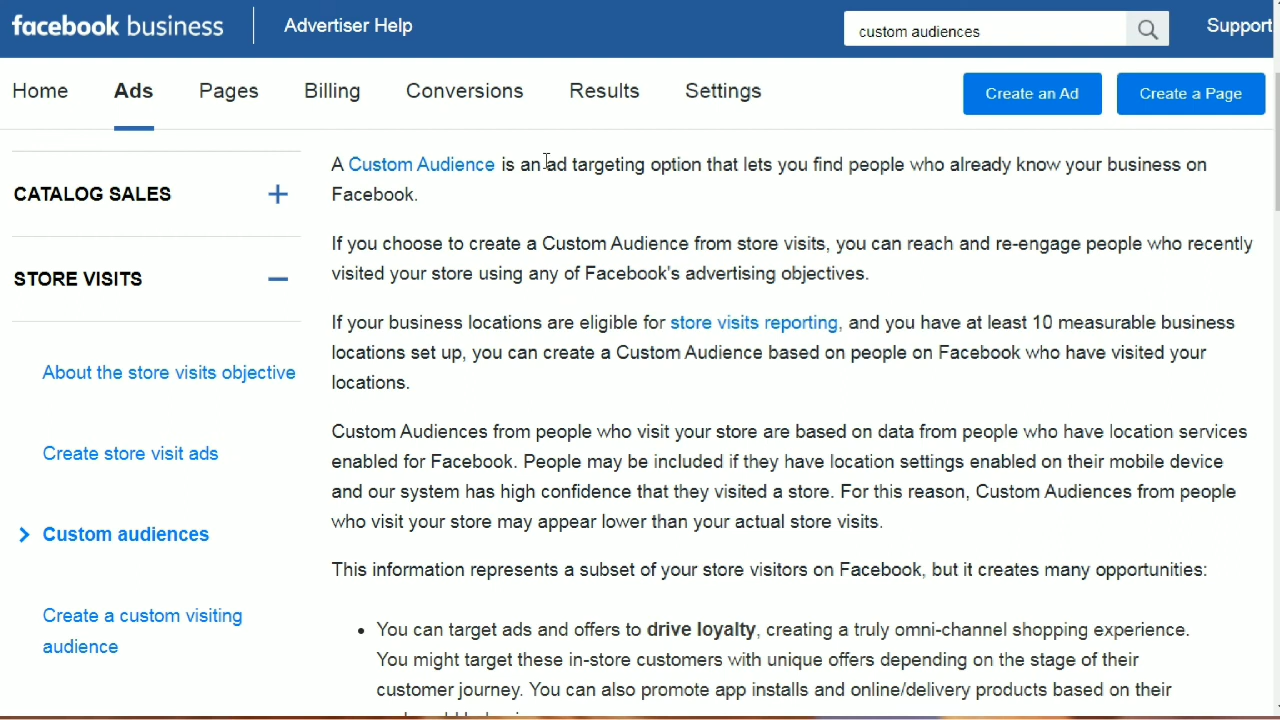 facebook business Advertiser Help custom audiences Support
Home Ads Pages Billing Conversions Results Settings Create an Ad Create a Page
CATALOG SALES +
STORE VISITS −
About the store visits objective
Create store visit ads
Custom audiences
Create a custom visiting
audience
A Custom Audience is an ad targeting option that lets you find people who already know your business on
Facebook.
If you choose to create a Custom Audience from store visits, you can reach and re-engage people who recently
visited your store using any of Facebook's advertising objectives.
If your business locations are eligible for store visits reporting, and you have at least 10 measurable business
locations set up, you can create a Custom Audience based on people on Facebook who have visited your
locations.
Custom Audiences from people who visit your store are based on data from people who have location services
enabled for Facebook. People may be included if they have location settings enabled on their mobile device
and our system has high confidence that they visited a store. For this reason, Custom Audiences from people
who visit your store may appear lower than your actual store visits.
This information represents a subset of your store visitors on Facebook, but it creates many opportunities:
• You can target ads and offers to drive loyalty, creating a truly omni-channel shopping experience.
You might target these in-store customers with unique offers depending on the stage of their
customer journey. You can also promote app installs and online/delivery products based on their